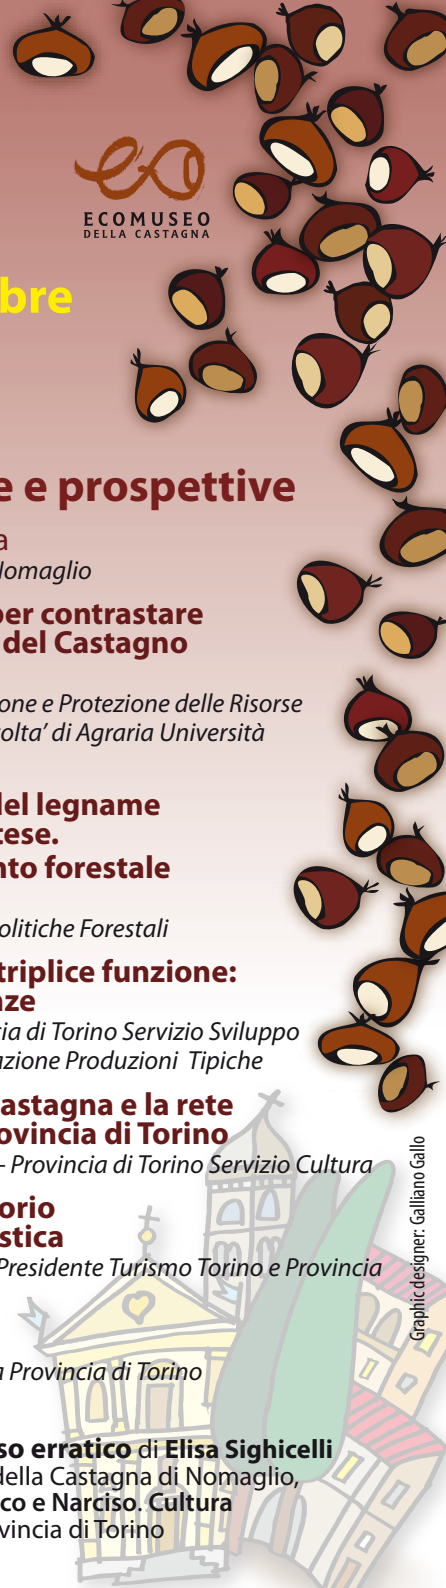 ECOMUSEO
DELLA CASTAGNA
bre
e e prospettive
a
Nomaglio
per contrastare
del Castagno
one e Protezione delle Risorse
olta’ di Agraria Università
del legname
tese.
nto forestale
olitiche Forestali
triplice funzione:
nze
cia di Torino Servizio Sviluppo
azione Produzioni Tipiche
astagna e la rete
ovincia di Torino
- Provincia di Torino Servizio Cultura
orio
stica
Presidente Turismo Torino e Provincia
a Provincia di Torino
so erratico di Elisa Sighicelli
della Castagna di Nomaglio,
co e Narciso. Cultura
vincia di Torino
Graphic designer: Galliano Gallo